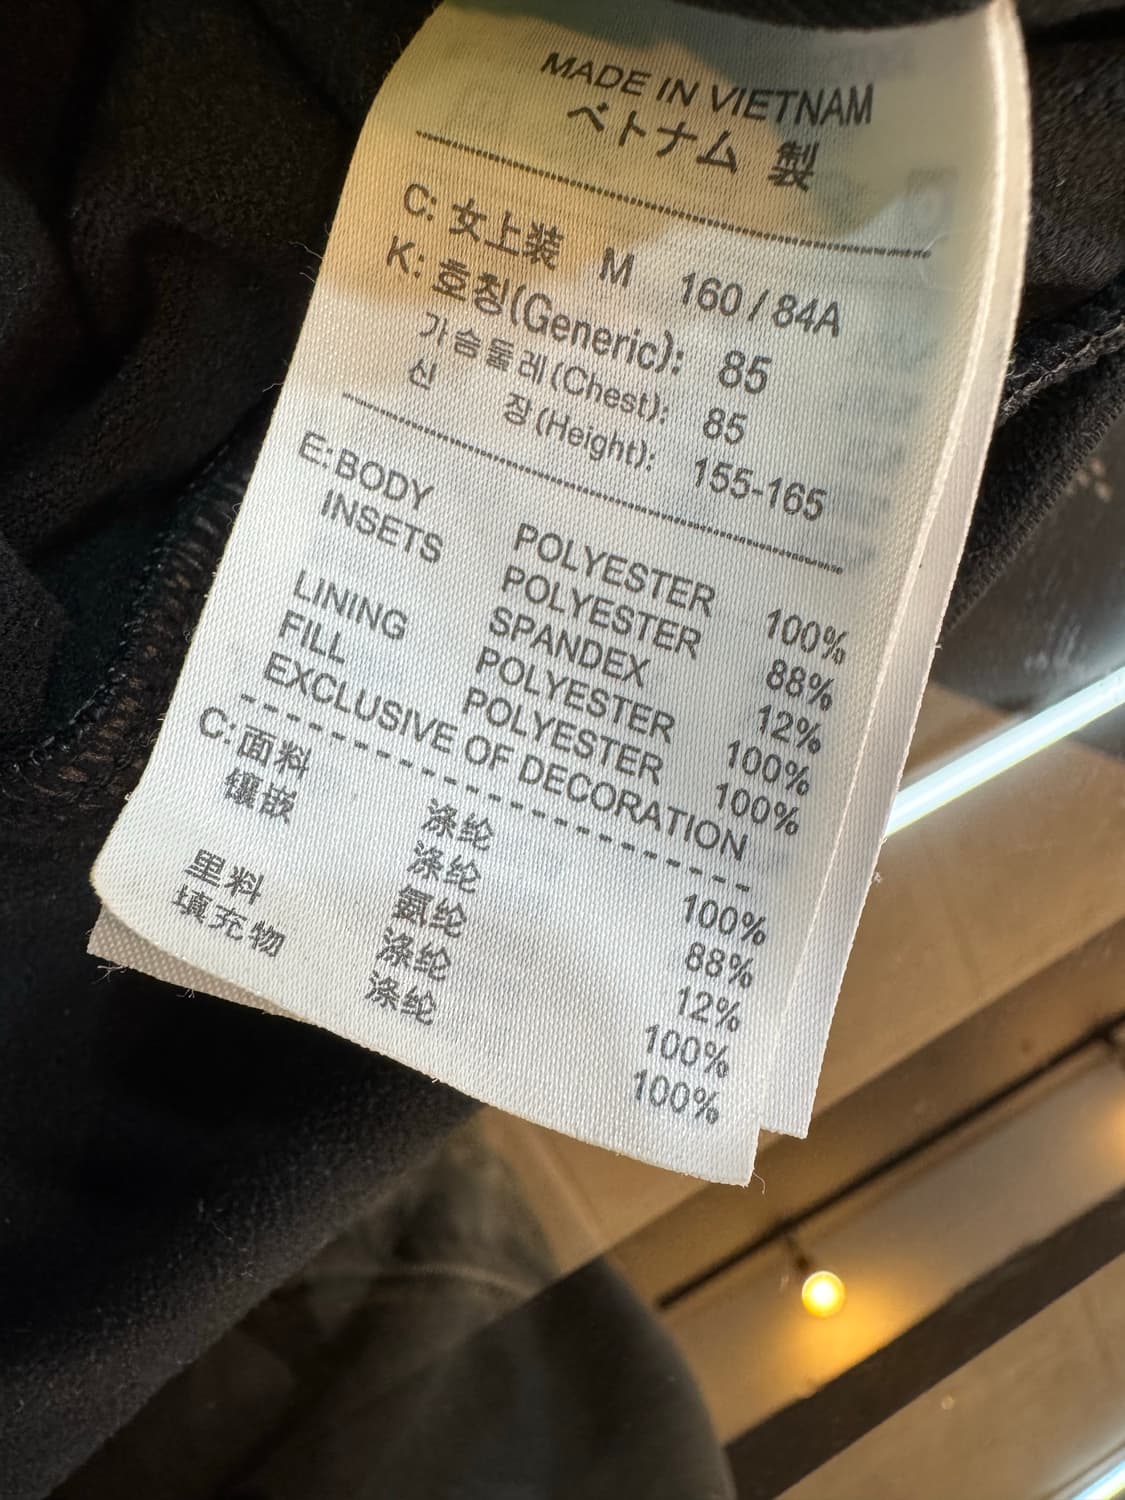 MADE IN VIETNAM
ベトナム 製
C: 女上装 M 160 / 84A
K: 호칭(Generic): 85
가슴둘레(Chest): 85
신 장(Height): 155-165
E: BODY POLYESTER 100%
INSETS POLYESTER 88%
SPANDEX 12%
LINING POLYESTER 100%
FILL POLYESTER 100%
EXCLUSIVE OF DECORATION
C: 面料 涤纶 100%
镶嵌 涤纶 88%
氨纶 12%
里料 涤纶 100%
填充物 涤纶 100%